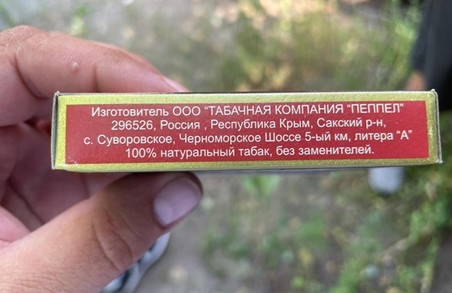 Изготовитель ООО "ТАБАЧНАЯ КОМПАНИЯ "ПЕППЕЛ"
296526, Россия , Республика Крым, Сакский р-н,
с. Суворовское, Черноморское Шоссе 5-ый км, литера "А"
100% натуральный табак, без заменителей.